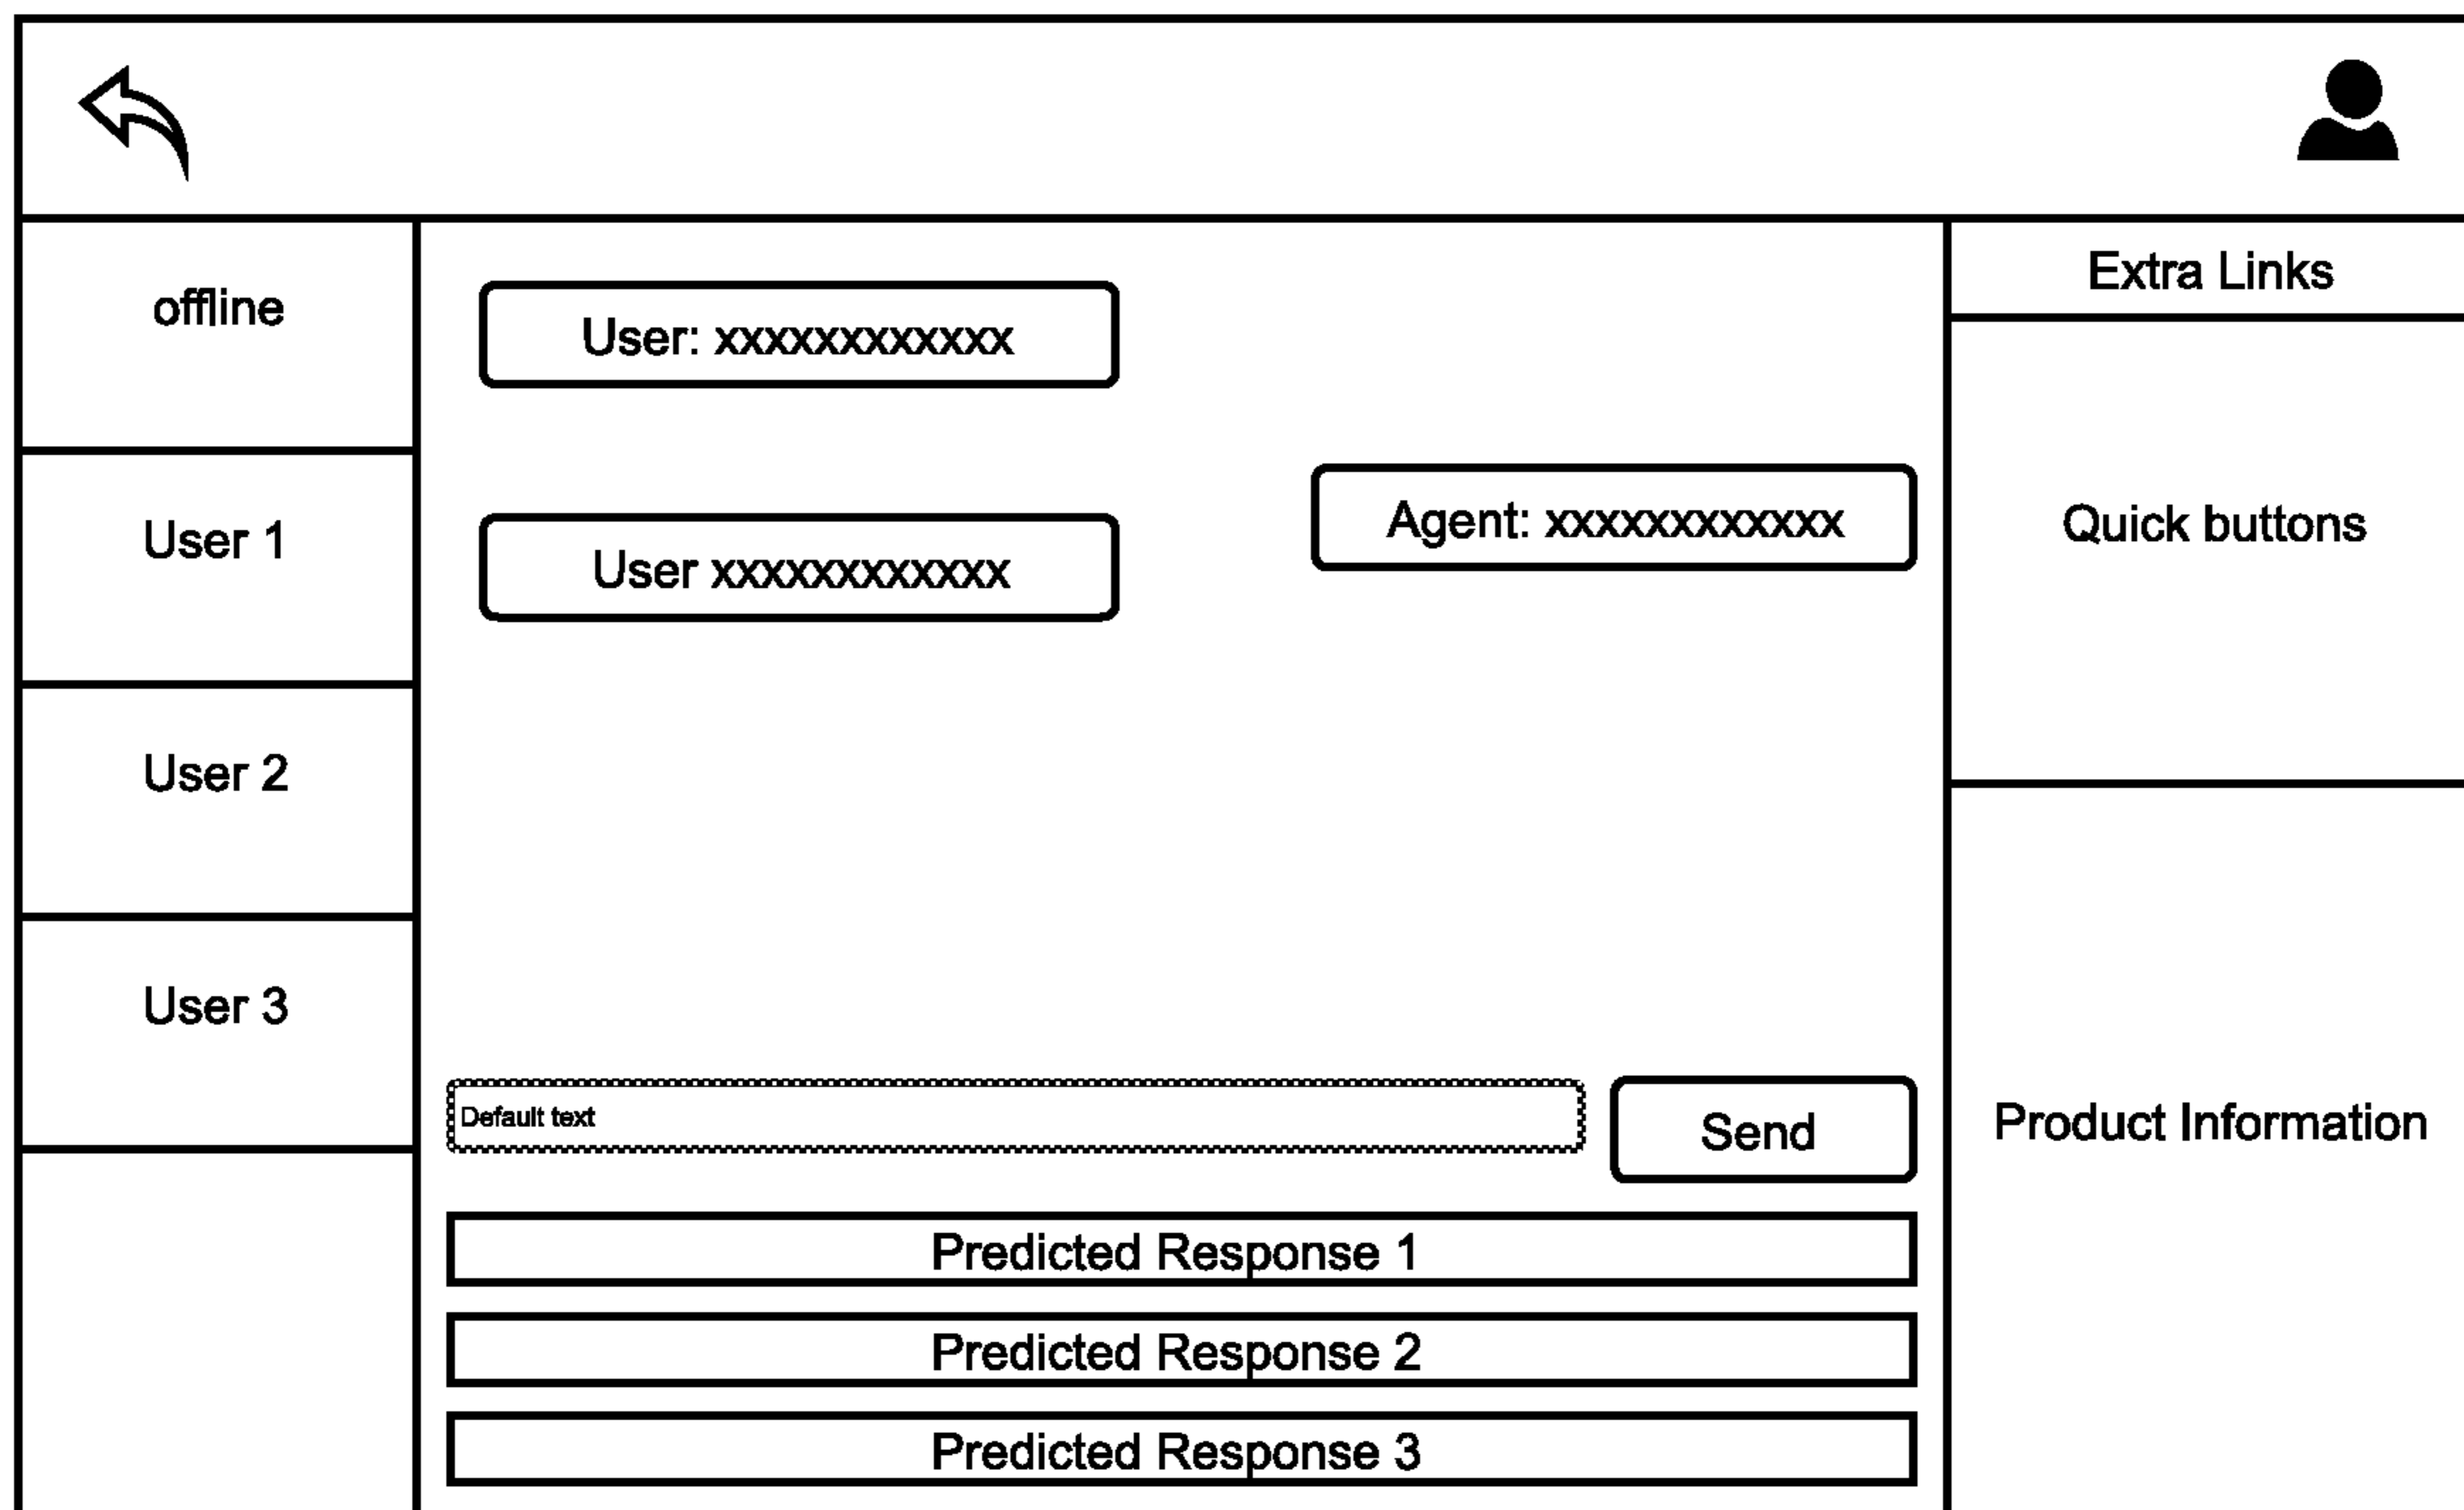 offline
User 1
User 2
User 3
User: xxxxxxxxxxxx
Agent: xxxxxxxxxxxx
User xxxxxxxxxxxx
Default text
Send
Predicted Response 1
Predicted Response 2
Predicted Response 3
Extra Links
Quick buttons
Product Information